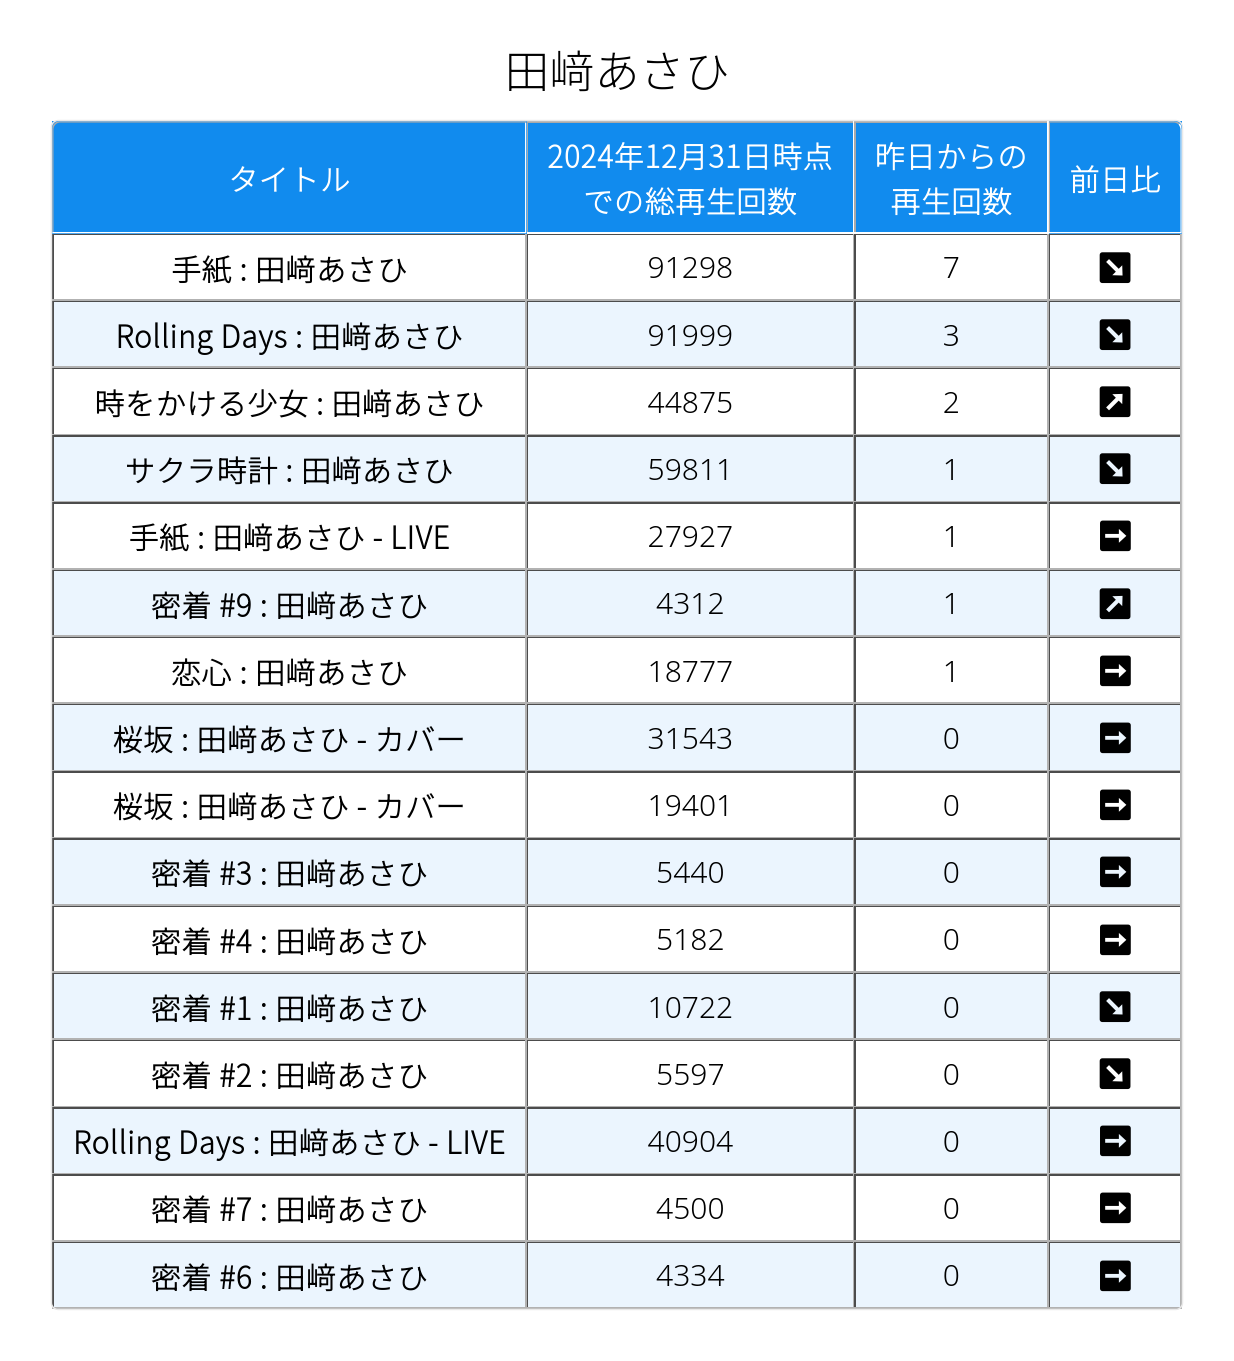 田﨑あさひ
タイトル 2024年12月31日時点での総再生回数 昨日からの再生回数 前日比
手紙 : 田﨑あさひ 91298 7 ↘
Rolling Days : 田﨑あさひ 91999 3 ↘
時をかける少女 : 田﨑あさひ 44875 2 ↗
サクラ時計 : 田﨑あさひ 59811 1 ↘
手紙 : 田﨑あさひ - LIVE 27927 1 →
密着 #9 : 田﨑あさひ 4312 1 ↗
恋心 : 田﨑あさひ 18777 1 →
桜坂 : 田﨑あさひ - カバー 31543 0 →
桜坂 : 田﨑あさひ - カバー 19401 0 →
密着 #3 : 田﨑あさひ 5440 0 →
密着 #4 : 田﨑あさひ 5182 0 →
密着 #1 : 田﨑あさひ 10722 0 ↘
密着 #2 : 田﨑あさひ 5597 0 ↘
Rolling Days : 田﨑あさひ - LIVE 40904 0 →
密着 #7 : 田﨑あさひ 4500 0 →
密着 #6 : 田﨑あさひ 4334 0 →